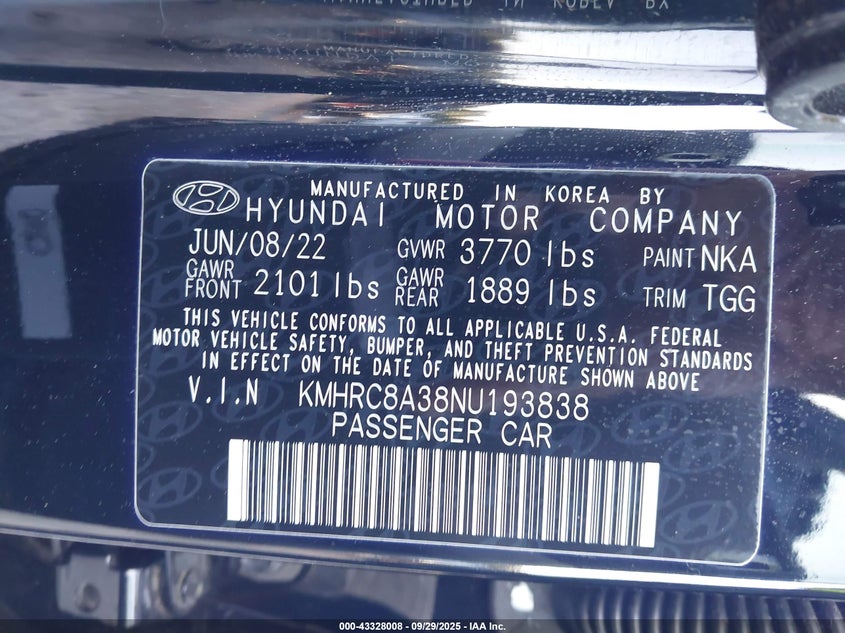 MANUFACTURED IN KOREA BY
HYUNDAI MOTOR COMPANY
JUN/08/22 GVWR 3770 lbs PAINT NKA
GAWR FRONT 2101 lbs GAWR REAR 1889 lbs TRIM TGG
THIS VEHICLE CONFORMS TO ALL APPLICABLE U.S.A. FEDERAL
MOTOR VEHICLE SAFETY, BUMPER, AND THEFT PREVENTION STANDARDS
IN EFFECT ON THE DATE OF MANUFACTURE SHOWN ABOVE
V.I.N KMHRC8A38NU193838
PASSENGER CAR
000-43328008 - 09/29/2025 - IAA Inc.